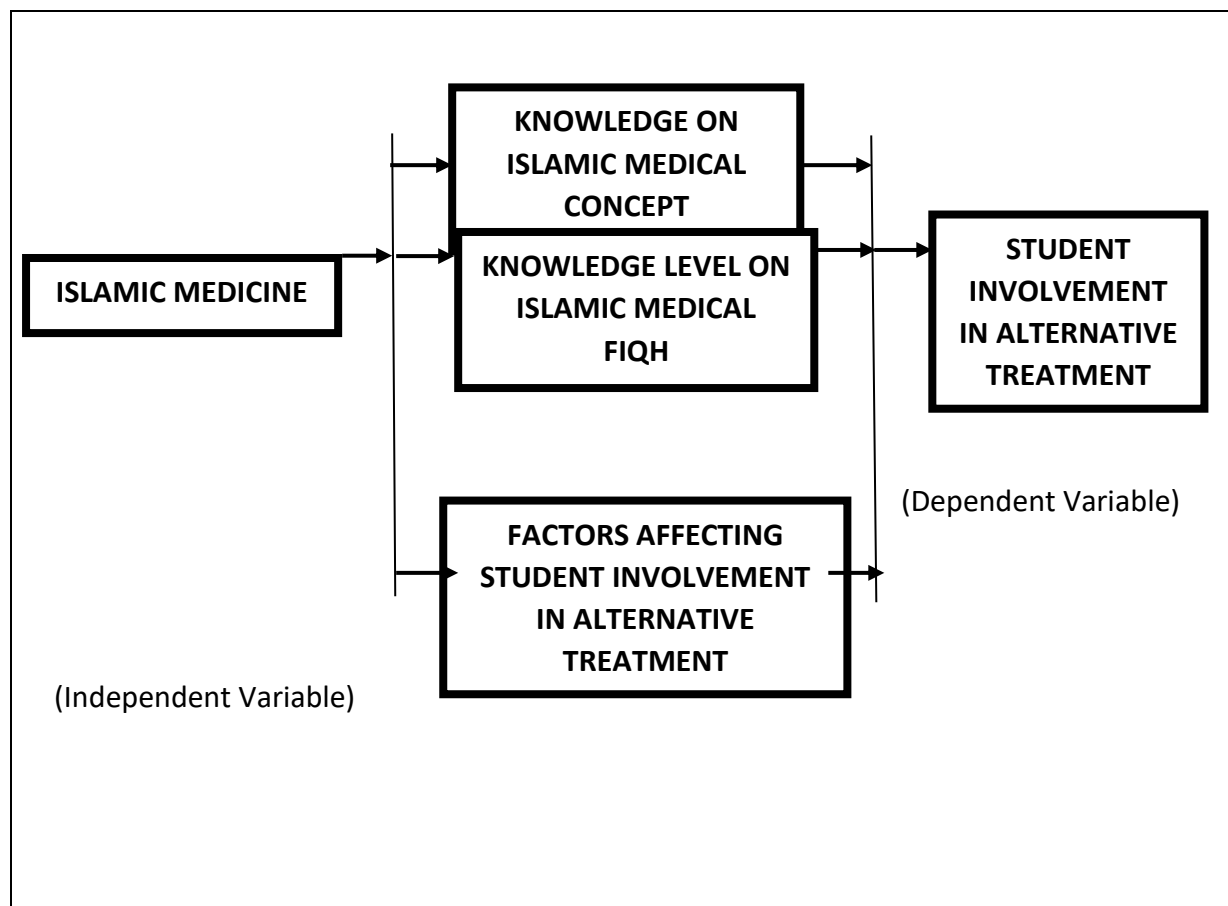 KNOWLEDGE ON
ISLAMIC MEDICAL
CONCEPT
KNOWLEDGE LEVEL ON
ISLAMIC MEDICAL
FIQH
ISLAMIC MEDICINE
STUDENT
INVOLVEMENT
IN ALTERNATIVE
TREATMENT
(Dependent Variable)
FACTORS AFFECTING
STUDENT INVOLVEMENT
IN ALTERNATIVE
TREATMENT
(Independent Variable)